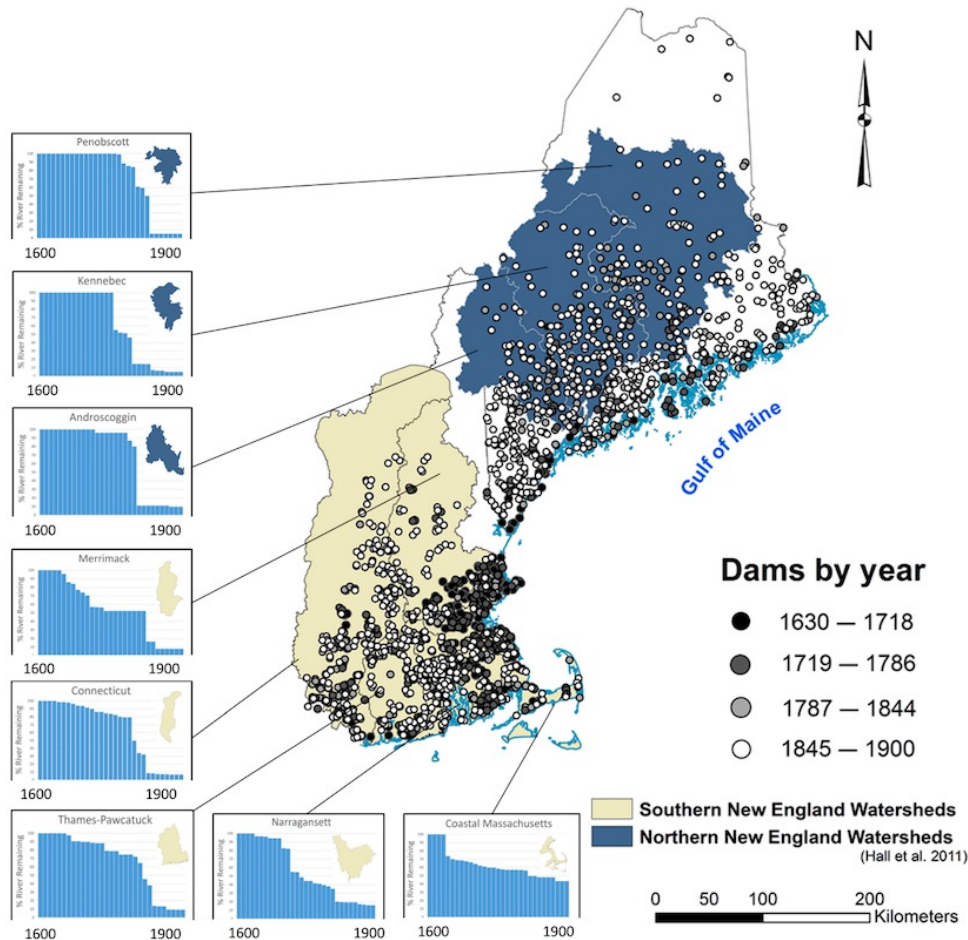 N
Penobscott
% River Remaining
1600 1900
Kennebec
% River Remaining
1600 1900
Androscoggin
% River Remaining
1600 1900
Merrimack
% River Remaining
1600 1900
Connecticut
% River Remaining
1600 1900
Thames-Pawcatuck
% River Remaining
1600 1900
Narragansett
% River Remaining
1600 1900
Coastal Massachusetts
% River Remaining
1600 1900
Gulf of Maine
Dams by year
1630 — 1718
1719 — 1786
1787 — 1844
1845 — 1900
Southern New England Watersheds
Northern New England Watersheds
(Hall et al. 2011)
0 50 100 200
Kilometers